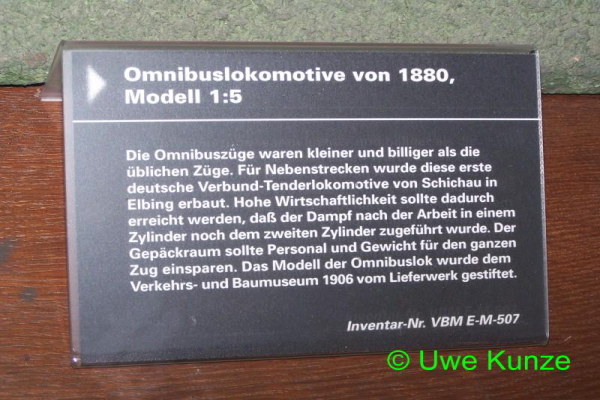 Omnibuslokomotive von 1880,
Modell 1:5
Die Omnibuszüge waren kleiner und billiger als die
üblichen Züge. Für Nebenstrecken wurde diese erste
deutsche Verbund-Tenderlokomotive von Schichau in
Elbing erbaut. Hohe Wirtschaftlichkeit sollte dadurch
erreicht werden, daß der Dampf nach der Arbeit in einem
Zylinder noch dem zweiten Zylinder zugeführt wurde. Der
Gepäckraum sollte Personal und Gewicht für den ganzen
Zug einsparen. Das Modell der Omnibuslok wurde dem
Verkehrs- und Baumuseum 1906 vom Lieferwerk gestiftet.
Inventar-Nr. VBM E-M-507
© Uwe Kunze